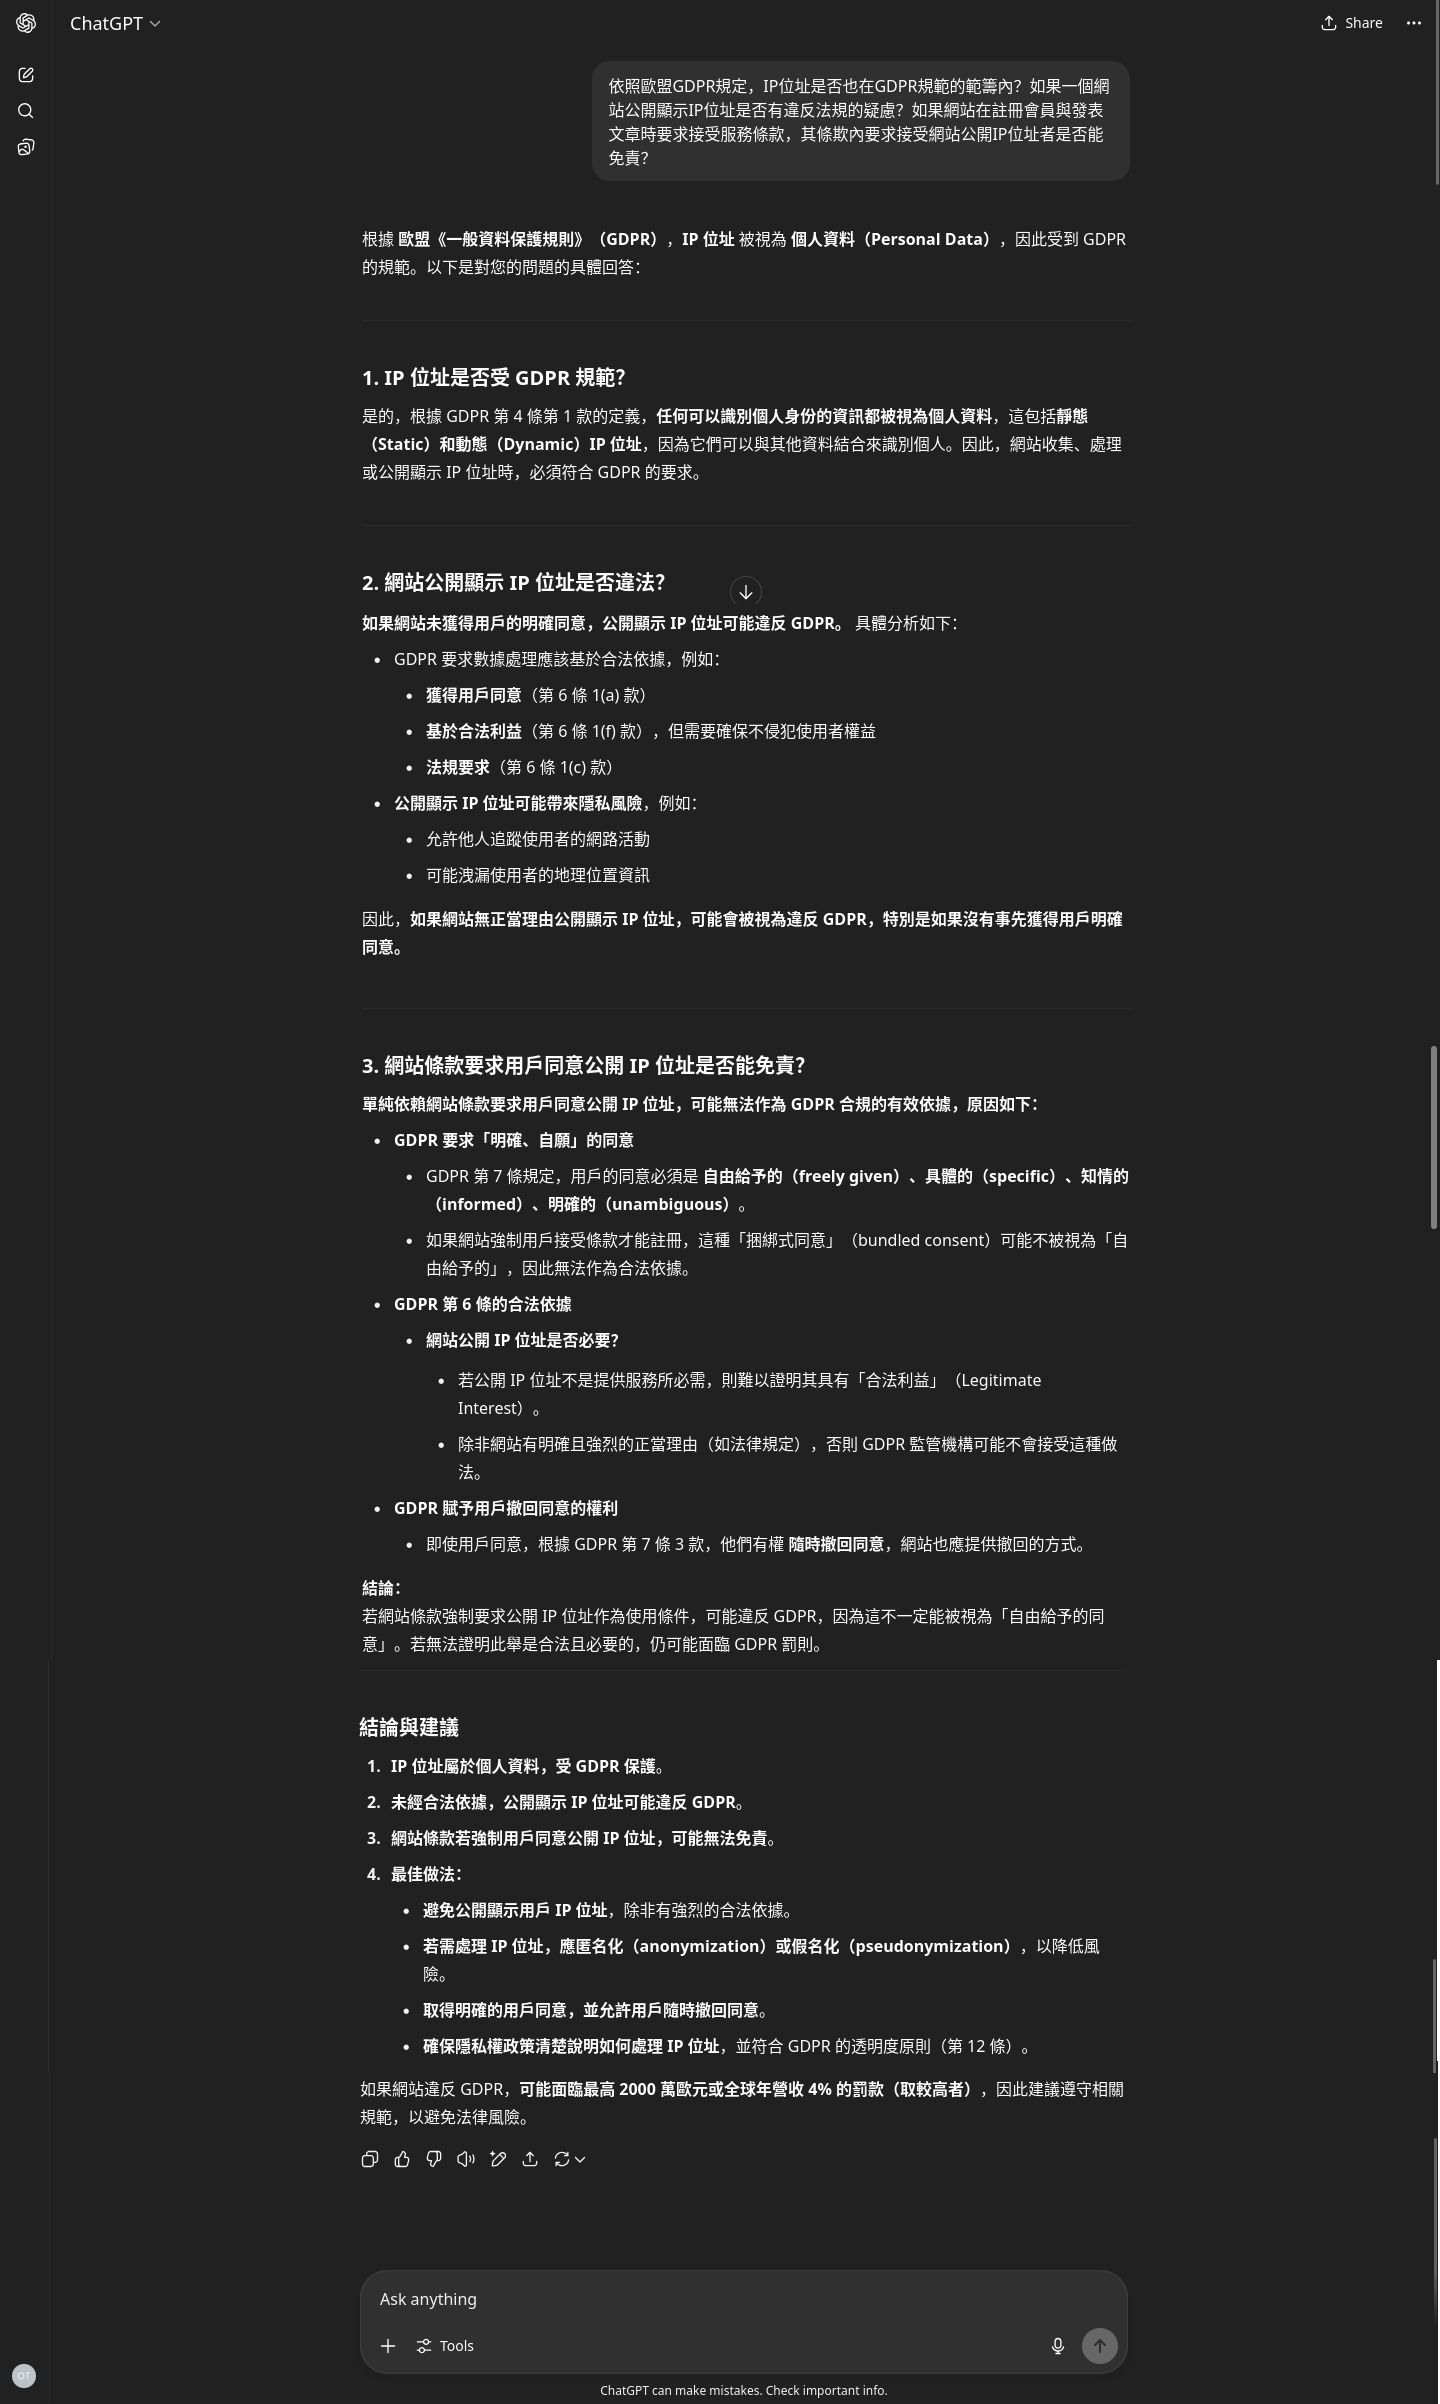 ChatGPT
Share
依照歐盟GDPR規定，IP位址是否也在GDPR規範的範籌內？如果一個網
站公開顯示IP位址是否有違反法規的疑慮？如果網站在註冊會員與發表
文章時要求接受服務條款，其條欺內要求接受網站公開IP位址者是否能
免責？
根據 歐盟《一般資料保護規則》（GDPR），IP 位址 被視為 個人資料（Personal Data），因此受到 GDPR
的規範。以下是對您的問題的具體回答：
1. IP 位址是否受 GDPR 規範？
是的，根據 GDPR 第 4 條第 1 款的定義，任何可以識別個人身份的資訊都被視為個人資料，這包括靜態
（Static）和動態（Dynamic）IP 位址，因為它們可以與其他資料結合來識別個人。因此，網站收集、處理
或公開顯示 IP 位址時，必須符合 GDPR 的要求。
2. 網站公開顯示 IP 位址是否違法？
如果網站未獲得用戶的明確同意，公開顯示 IP 位址可能違反 GDPR。 具體分析如下：
• GDPR 要求數據處理應該基於合法依據，例如：
• 獲得用戶同意（第 6 條 1(a) 款）
• 基於合法利益（第 6 條 1(f) 款），但需要確保不侵犯使用者權益
• 法規要求（第 6 條 1(c) 款）
• 公開顯示 IP 位址可能帶來隱私風險，例如：
• 允許他人追蹤使用者的網路活動
• 可能洩漏使用者的地理位置資訊
因此，如果網站無正當理由公開顯示 IP 位址，可能會被視為違反 GDPR，特別是如果沒有事先獲得用戶明確
同意。
3. 網站條款要求用戶同意公開 IP 位址是否能免責？
單純依賴網站條款要求用戶同意公開 IP 位址，可能無法作為 GDPR 合規的有效依據，原因如下：
• GDPR 要求「明確、自願」的同意
• GDPR 第 7 條規定，用戶的同意必須是 自由給予的（freely given）、具體的（specific）、知情的
（informed）、明確的（unambiguous）。
• 如果網站強制用戶接受條款才能註冊，這種「捆綁式同意」（bundled consent）可能不被視為「自
由給予的」，因此無法作為合法依據。
• GDPR 第 6 條的合法依據
• 網站公開 IP 位址是否必要？
• 若公開 IP 位址不是提供服務所必需，則難以證明其具有「合法利益」（Legitimate
Interest）。
• 除非網站有明確且強烈的正當理由（如法律規定），否則 GDPR 監管機構可能不會接受這種做
法。
• GDPR 賦予用戶撤回同意的權利
• 即使用戶同意，根據 GDPR 第 7 條 3 款，他們有權 隨時撤回同意，網站也應提供撤回的方式。
結論：
若網站條款強制要求公開 IP 位址作為使用條件，可能違反 GDPR，因為這不一定能被視為「自由給予的同
意」。若無法證明此舉是合法且必要的，仍可能面臨 GDPR 罰則。
結論與建議
1. IP 位址屬於個人資料，受 GDPR 保護。
2. 未經合法依據，公開顯示 IP 位址可能違反 GDPR。
3. 網站條款若強制用戶同意公開 IP 位址，可能無法免責。
4. 最佳做法：
• 避免公開顯示用戶 IP 位址，除非有強烈的合法依據。
• 若需處理 IP 位址，應匿名化（anonymization）或假名化（pseudonymization），以降低風
險。
• 取得明確的用戶同意，並允許用戶隨時撤回同意。
• 確保隱私權政策清楚說明如何處理 IP 位址，並符合 GDPR 的透明度原則（第 12 條）。
如果網站違反 GDPR，可能面臨最高 2000 萬歐元或全球年營收 4% 的罰款（取較高者），因此建議遵守相關
規範，以避免法律風險。
Ask anything
Tools
OT
ChatGPT can make mistakes. Check important info.